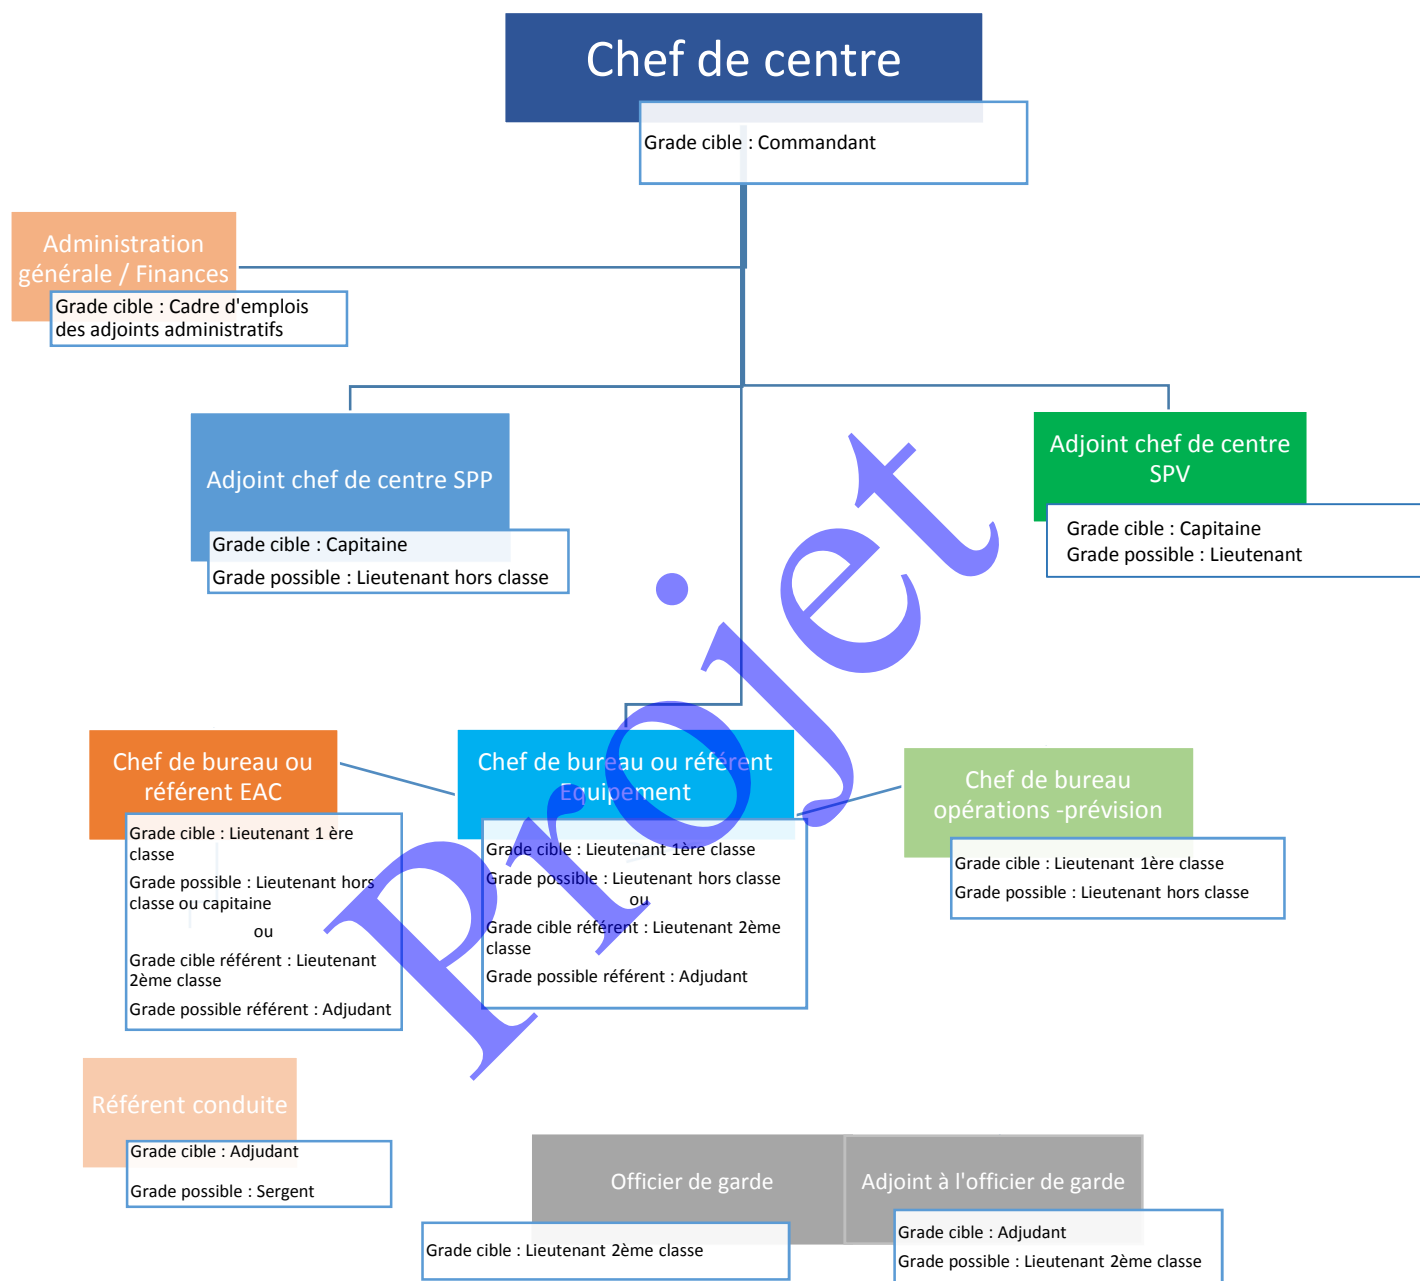 Chef de centre
Grade cible : Commandant
Administration
générale / Finances
Grade cible : Cadre d'emplois
des adjoints administratifs
Adjoint chef de centre SPP
Grade cible : Capitaine
Grade possible : Lieutenant hors classe
Adjoint chef de centre
SPV
Grade cible : Capitaine
Grade possible : Lieutenant
Chef de bureau ou
référent EAC
Grade cible : Lieutenant 1 ère
classe
Grade possible : Lieutenant hors
classe ou capitaine
ou
Grade cible référent : Lieutenant
2ème classe
Grade possible référent : Adjudant
Chef de bureau ou référent
Equipement
Grade cible : Lieutenant 1ère classe
Grade possible : Lieutenant hors classe
ou
Grade cible référent : Lieutenant 2ème
classe
Grade possible référent : Adjudant
Chef de bureau
opérations -prévision
Grade cible : Lieutenant 1ère classe
Grade possible : Lieutenant hors classe
Référent conduite
Grade cible : Adjudant
Grade possible : Sergent
Officier de garde
Grade cible : Lieutenant 2ème classe
Adjoint à l'officier de garde
Grade cible : Adjudant
Grade possible : Lieutenant 2ème classe
Projet